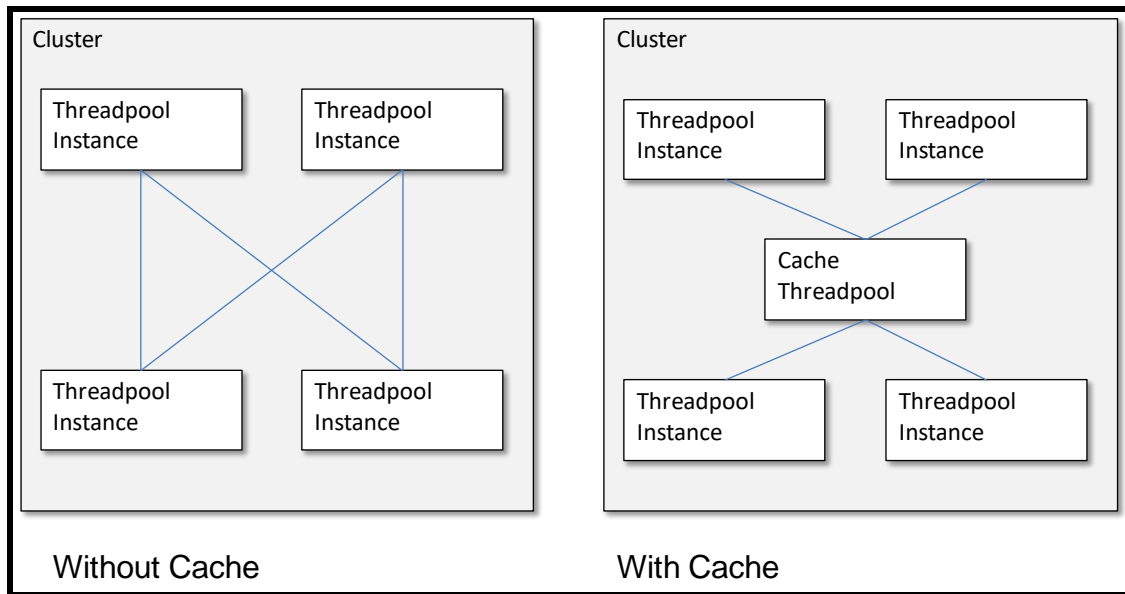 Cluster
Threadpool
Instance
Threadpool
Instance
Threadpool
Instance
Threadpool
Instance
Without Cache
Cluster
Threadpool
Instance
Threadpool
Instance
Cache
Threadpool
Threadpool
Instance
Threadpool
Instance
With Cache